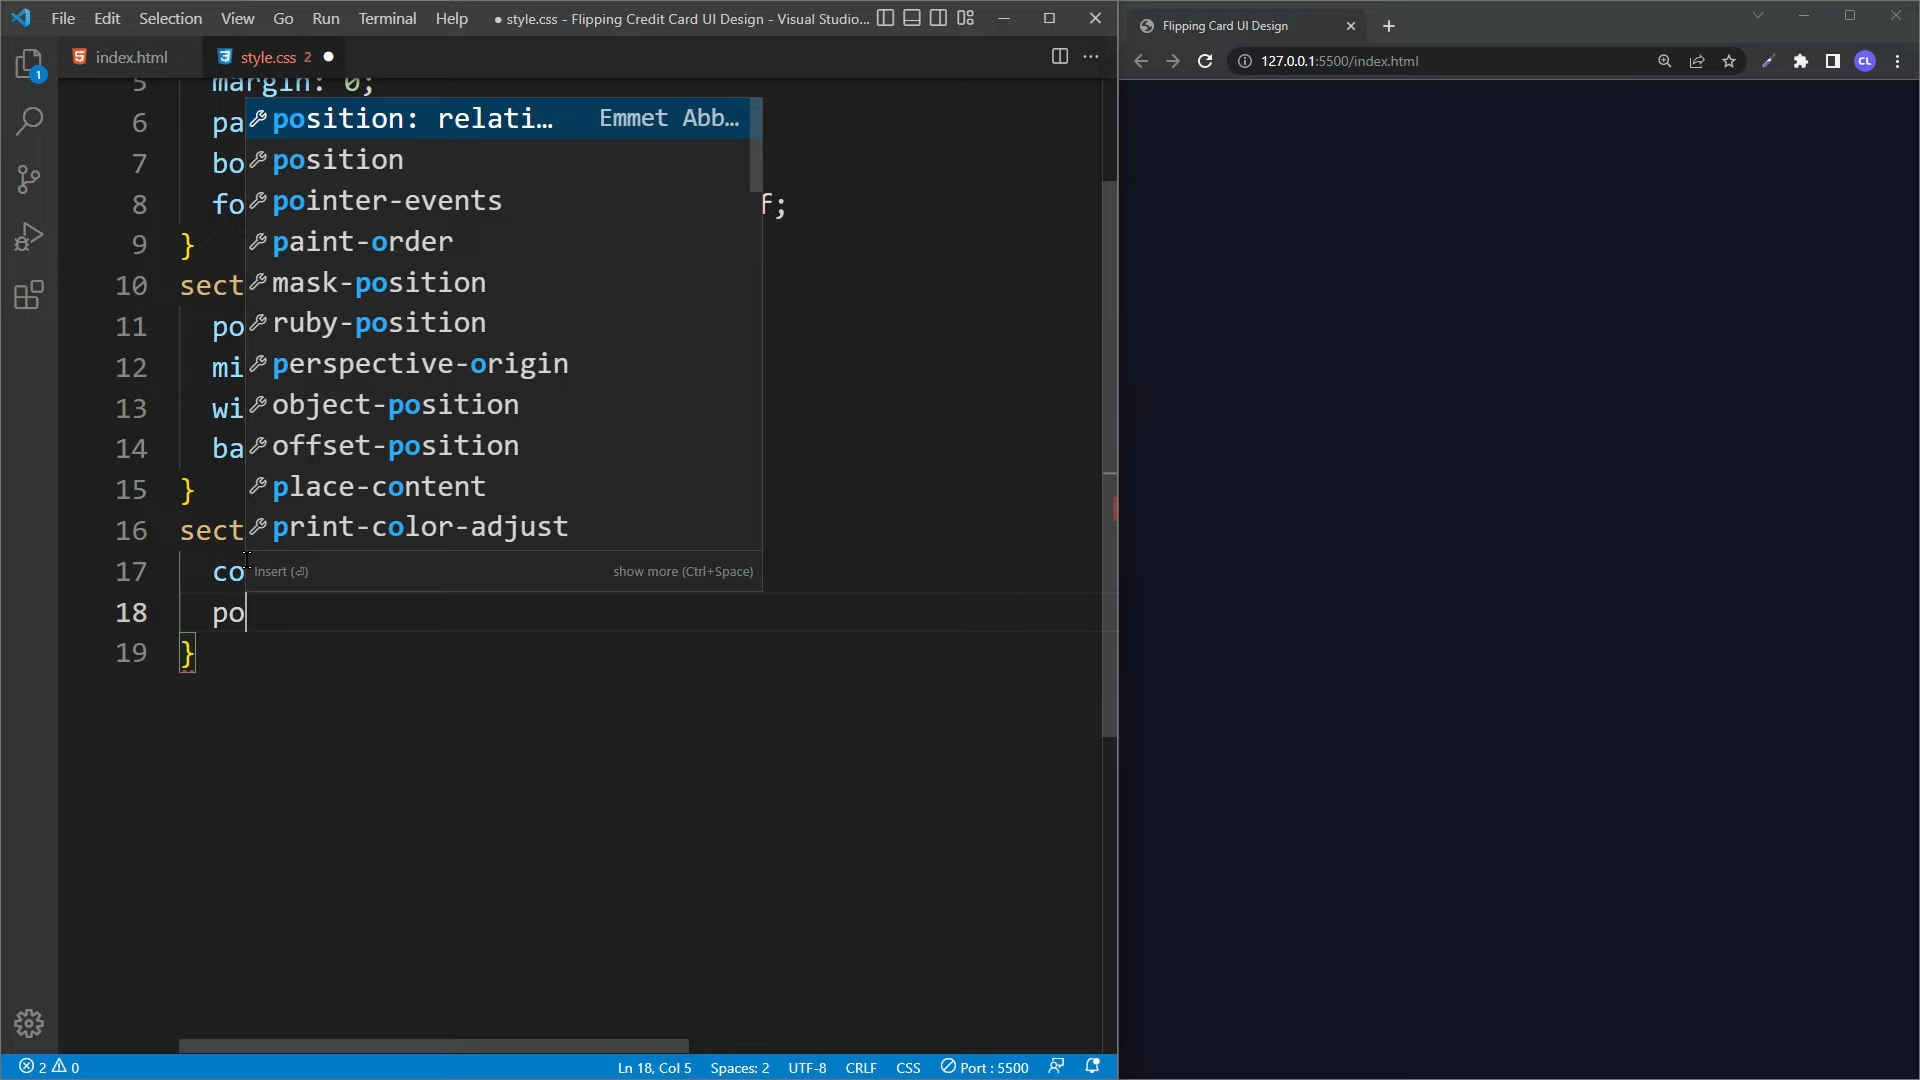 File Edit Selection View Go Run Terminal Help ● style.css - Flipping Credit Card UI Design - Visual Studio...
index.html style.css 2 ●
5 margin: 0;
6 pa
7 bo
8 fo f;
9 }
10 sect
11 po
12 mi
13 wi
14 ba
15 }
16 sect
17 co
18 po
19 }
position: relati... Emmet Abb...
position
pointer-events
paint-order
mask-position
ruby-position
perspective-origin
object-position
offset-position
place-content
print-color-adjust
Insert (⏎) show more (Ctrl+Space)
1
2 0 Ln 18, Col 5 Spaces: 2 UTF-8 CRLF CSS Port : 5500
Flipping Card UI Design
127.0.0.1:5500/index.html CL